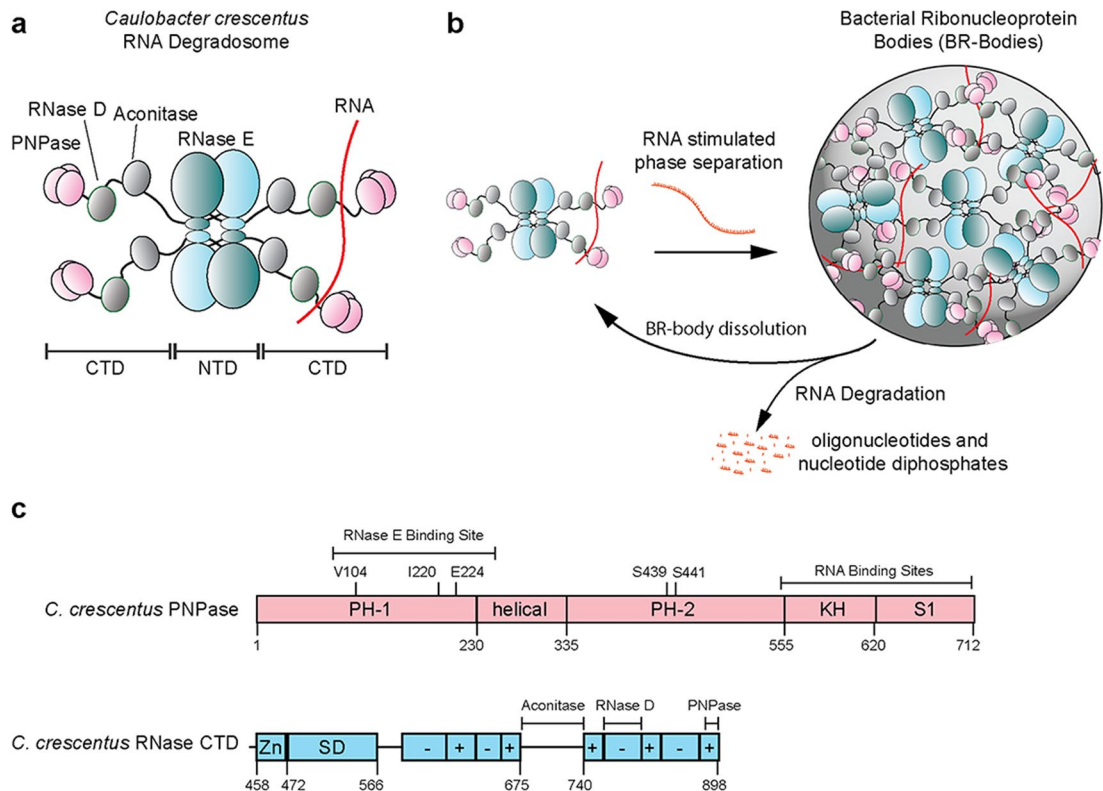 a
Caulobacter crescentus
RNA Degradosome
RNase D
Aconitase
PNPase
RNase E
RNA
CTD
NTD
CTD
b
Bacterial Ribonucleoprotein
Bodies (BR-Bodies)
RNA stimulated
phase separation
BR-body dissolution
RNA Degradation
oligonucleotides and
nucleotide diphosphates
c
RNase E Binding Site
V104
I220
E224
S439
S441
RNA Binding Sites
C. crescentus PNPase
PH-1
helical
PH-2
KH
S1
1
230
335
555
620
712
Aconitase
RNase D
PNPase
C. crescentus RNase CTD
Zn
SD
-
+
-
+
+
-
+
-
+
458
472
566
675
740
898